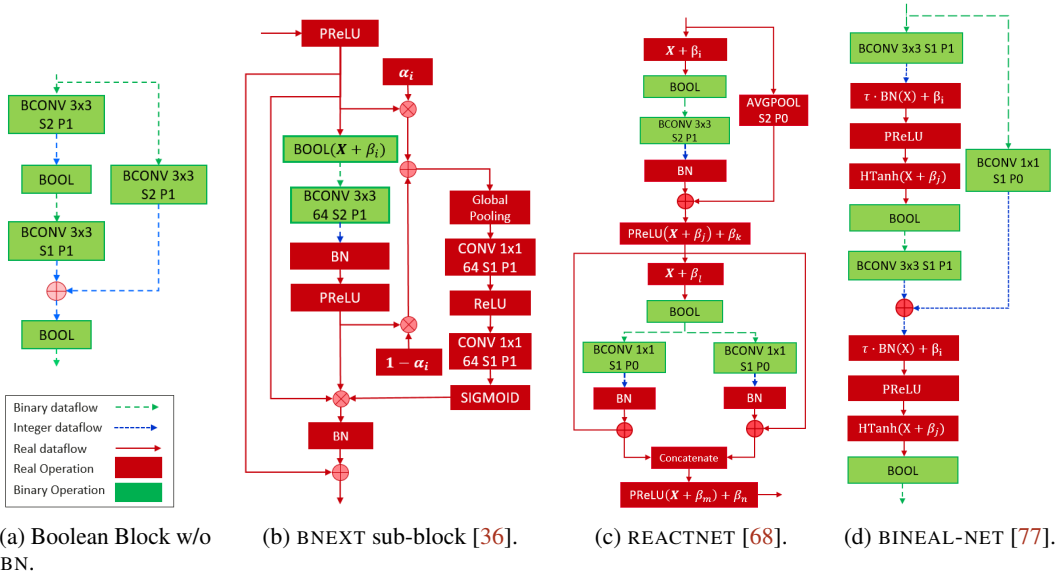 BCONV 3x3
S2 P1
BOOL
BCONV 3x3
S2 P1
BCONV 3x3
S1 P1
BOOL
Binary dataflow
Integer dataflow
Real dataflow
Real Operation
Binary Operation
(a) Boolean Block w/o
BN.
PReLU
α_i
BOOL(X + β_i)
BCONV 3x3
64 S2 P1
BN
PReLU
1 − α_i
Global
Pooling
CONV 1x1
64 S1 P1
ReLU
CONV 1x1
64 S1 P1
SIGMOID
BN
(b) BNEXT sub-block [36].
X + β_i
BOOL
BCONV 3x3
S2 P1
BN
AVGPOOL
S2 P0
PReLU(X + β_j) + β_k
X + β_l
BOOL
BCONV 1x1
S1 P0
BCONV 1x1
S1 P0
BN
BN
Concatenate
PReLU(X + β_m) + β_n
(c) REACTNET [68].
BCONV 3x3 S1 P1
τ · BN(X) + β_i
PReLU
HTanh(X + β_j)
BOOL
BCONV 3x3 S1 P1
BCONV 1x1
S1 P0
τ · BN(X) + β_i
PReLU
HTanh(X + β_j)
BOOL
(d) BINEAL-NET [77].